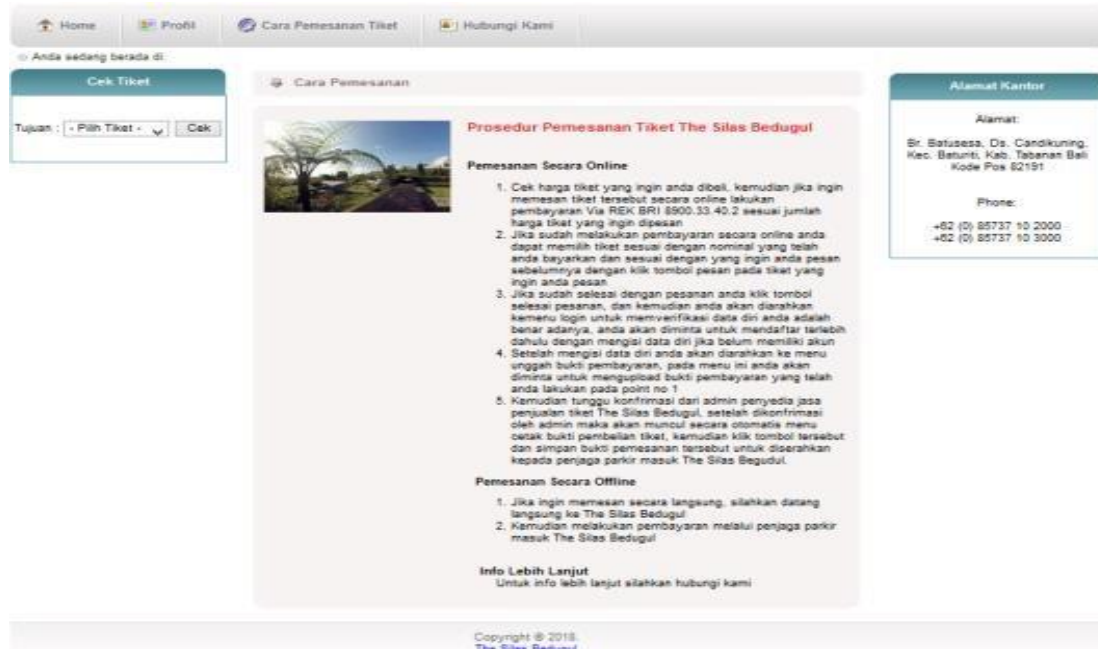 Home Profil Cara Pemesanan Tiket Hubungi Kami
Anda sedang berada di:
Cek Tiket
Tujuan : - Pilih Tiket - Cek
Cara Pemesanan
Prosedur Pemesanan Tiket The Silas Bedugul
Pemesanan Secara Online
1. Cek harga tiket yang ingin anda dibeli, kemudian jika ingin
memesan tiket tersebut secara online lakukan
pembayaran Via REK BRI 8900.33.40.2 sesuai jumlah
harga tiket yang ingin dipesan
2. Jika sudah melakukan pembayaran secara online anda
dapat memilih tiket sesuai dengan nominal yang telah
anda bayarkan dan sesuai dengan yang ingin anda pesan
sebelumnya dengan klik tombol pesan pada tiket yang
ingin anda pesan
3. Jika sudah selesai dengan pesanan anda klik tombol
selesai pesanan, dan kemudian anda akan diarahkan
kemenu login untuk memverifikasi data diri anda adalah
benar adanya, anda akan diminta untuk mendaftar terlebih
dahulu dengan mengisi data diri jika belum memiliki akun
4. Setelah mengisi data diri anda akan diarahkan ke menu
unggah bukti pembayaran, pada menu ini anda akan
diminta untuk mengupload bukti pembayaran yang telah
anda lakukan pada point no 1
5. Kemudian tunggu konfrimasi dari admin penyedia jasa
penjualan tiket The Silas Bedugul, setelah dikonfrimasi
oleh admin maka akan muncul secara otomatis menu
cetak bukti pembelian tiket, kemudian klik tombol tersebut
dan simpan bukti pemesanan tersebut untuk diserahkan
kepada penjaga parkir masuk The Silas Begudul.
Pemesanan Secara Offline
1. Jika ingin memesan secara langsung, silahkan datang
langsung ke The Silas Bedugul
2. Kemudian melakukan pembayaran melalui penjaga parkir
masuk The Silas Bedugul
Info Lebih Lanjut
Untuk info lebih lanjut silahkan hubungi kami
Alamat Kantor
Alamat:
Br. Batusesa, Ds. Candikuning,
Kec. Baturiti, Kab. Tabanan Bali
Kode Pos 82191
Phone:
+62 (0) 85737 10 2000
+62 (0) 85737 10 3000
Copyright © 2018.
The Silas Bedugul